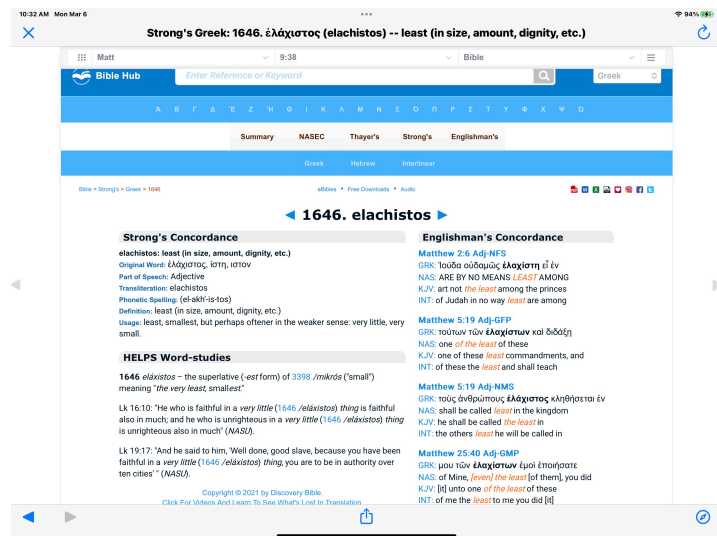 10:32 AM Mon Mar 6
94%
Strong's Greek: 1646. ἐλάχιστος (elachistos) -- least (in size, amount, dignity, etc.)
Matt 9:38 Bible
Bible Hub Enter Reference or Keyword Greek
Α Β Γ Δ Ἐ Ζ Ἡ Θ Ι Κ Λ Μ Ν Ξ Ὁ Π Ρ Σ Τ Υ Φ Χ Ψ Ω
Summary NASEC Thayer's Strong's Englishman's
Greek Hebrew Interlinear
Bible > Strong's > Greek > 1646
eBibles • Free Downloads • Audio
◄ 1646. elachistos ►
Strong's Concordance
elachistos: least (in size, amount, dignity, etc.)
Original Word: ἐλάχιστος, ίστη, ιστον
Part of Speech: Adjective
Transliteration: elachistos
Phonetic Spelling: (el-akh'-is-tos)
Definition: least (in size, amount, dignity, etc.)
Usage: least, smallest, but perhaps oftener in the weaker sense: very little, very
small.
HELPS Word-studies
1646 eláxistos – the superlative (-est form) of 3398 /mikrós ("small")
meaning "the very least, smallest."
Lk 16:10: "He who is faithful in a very little (1646 /eláxistos) thing is faithful
also in much; and he who is unrighteous in a very little (1646 /eláxistos) thing
is unrighteous also in much" (NASU).
Lk 19:17: "And he said to him, 'Well done, good slave, because you have been
faithful in a very little (1646 /eláxistos) thing, you are to be in authority over
ten cities' " (NASU).
Copyright © 2021 by Discovery Bible.
Click For Videos And Learn To See What's Lost In Translation
Englishman's Concordance
Matthew 2:6 Adj-NFS
GRK: Ἰούδα οὐδαμῶς ἐλαχίστη εἶ ἐν
NAS: ARE BY NO MEANS LEAST AMONG
KJV: art not the least among the princes
INT: of Judah in no way least are among
Matthew 5:19 Adj-GFP
GRK: τούτων τῶν ἐλαχίστων καὶ διδάξῃ
NAS: one of the least of these
KJV: one of these least commandments, and
INT: of these the least and shall teach
Matthew 5:19 Adj-NMS
GRK: τοὺς ἀνθρώπους ἐλάχιστος κληθήσεται ἐν
NAS: shall be called least in the kingdom
KJV: he shall be called the least in
INT: the others least he will be called in
Matthew 25:40 Adj-GMP
GRK: μου τῶν ἐλαχίστων ἐμοὶ ἐποιήσατε
NAS: of Mine, [even] the least [of them], you did
KJV: [it] unto one of the least of these
INT: of me the least to me you did [it]